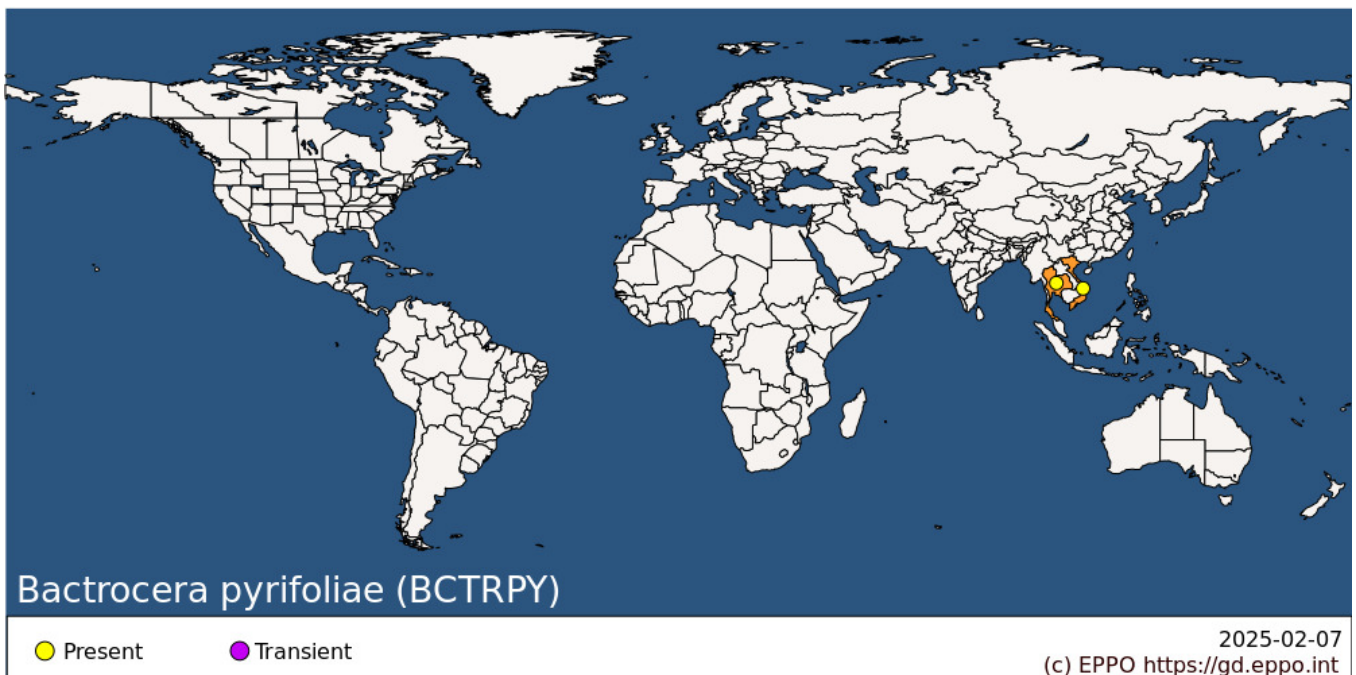 Bactrocera pyrifoliae (BCTRPY)
Present
Transient
2025-02-07
(c) EPPO https://gd.eppo.int